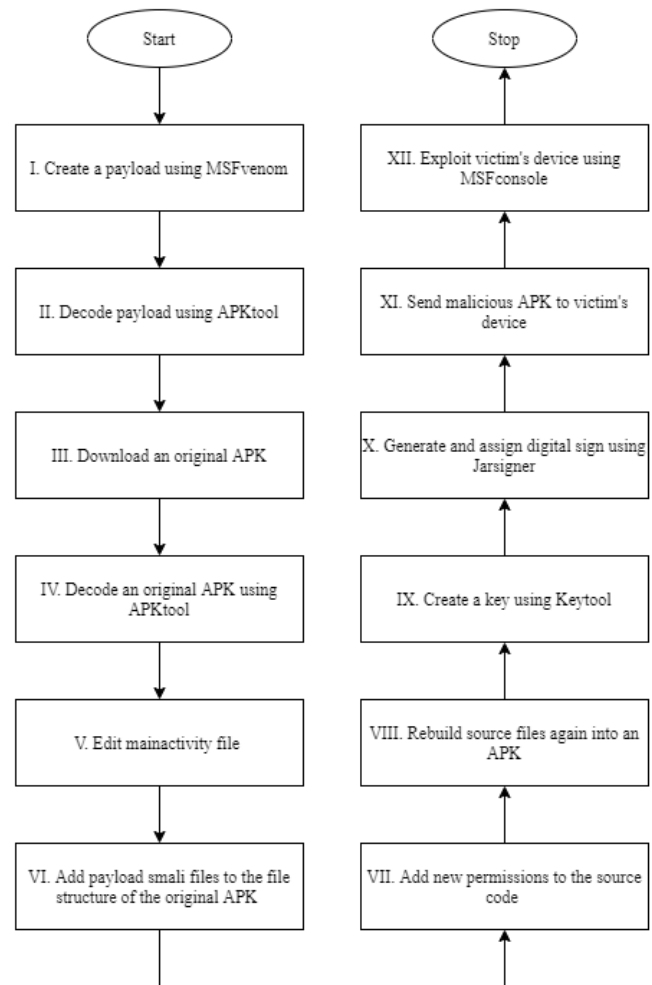 Start
I. Create a payload using MSFvenom
II. Decode payload using APKtool
III. Download an original APK
IV. Decode an original APK using
APKtool
V. Edit mainactivity file
VI. Add payload smali files to the file
structure of the original APK
VII. Add new permissions to the source
code
VIII. Rebuild source files again into an
APK
IX. Create a key using Keytool
X. Generate and assign digital sign using
Jarsigner
XI. Send malicious APK to victim's
device
XII. Exploit victim's device using
MSFconsole
Stop